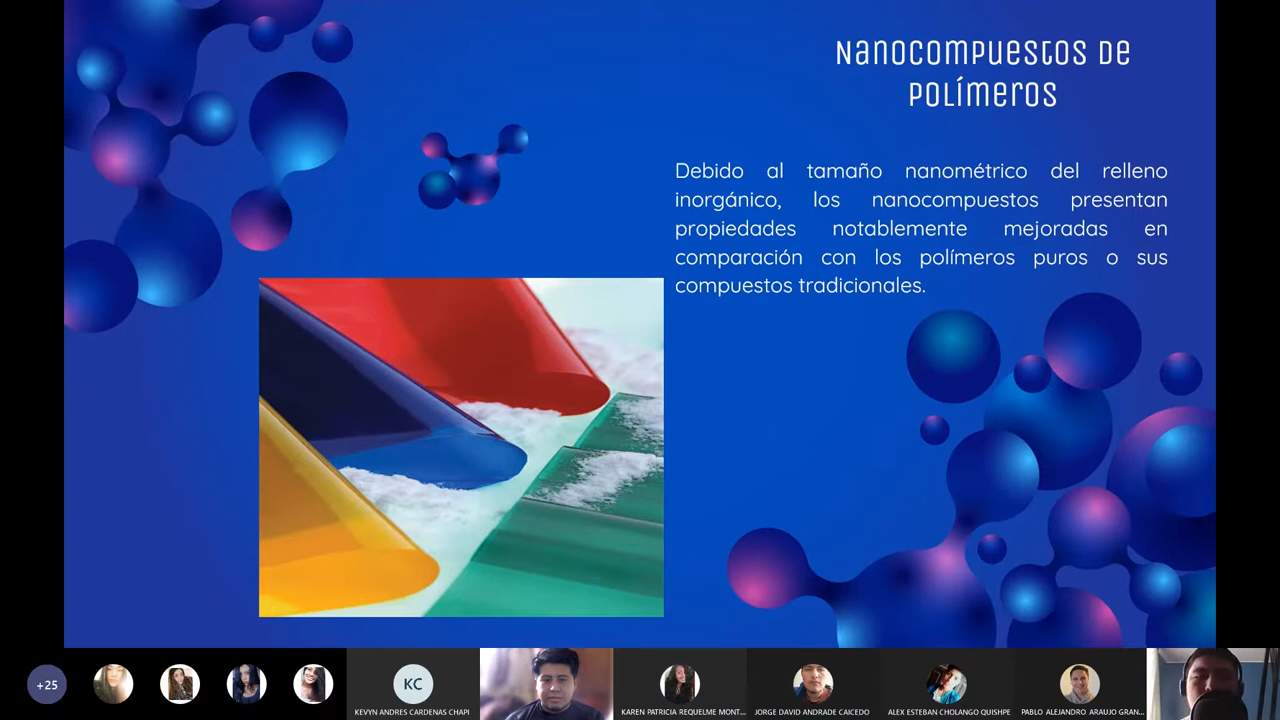 Nanocompuestos de
polímeros
Debido al tamaño nanométrico del relleno
inorgánico, los nanocompuestos presentan
propiedades notablemente mejoradas en
comparación con los polímeros puros o sus
compuestos tradicionales.
+25
KC
KEVYN ANDRES CARDENAS CHAPI
KAREN PATRICIA REQUELME MONT...
JORGE DAVID ANDRADE CAICEDO
ALEX ESTEBAN CHOLANGO QUISHPE
PABLO ALEJANDRO ARAUJO GRAN...